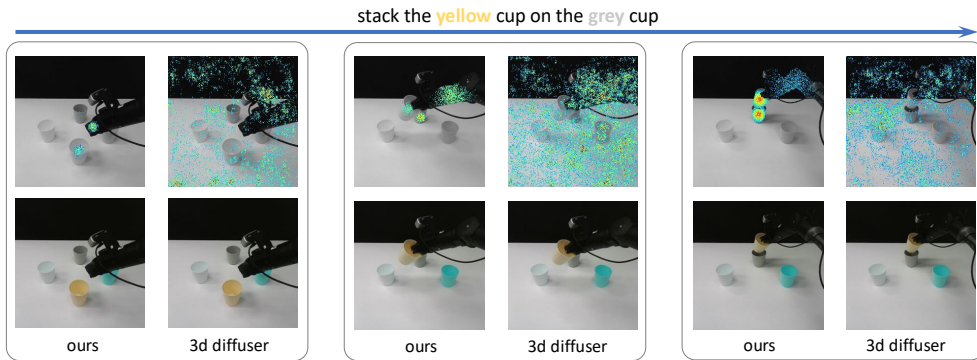 stack the yellow cup on the grey cup
ours 3d diffuser ours 3d diffuser ours 3d diffuser